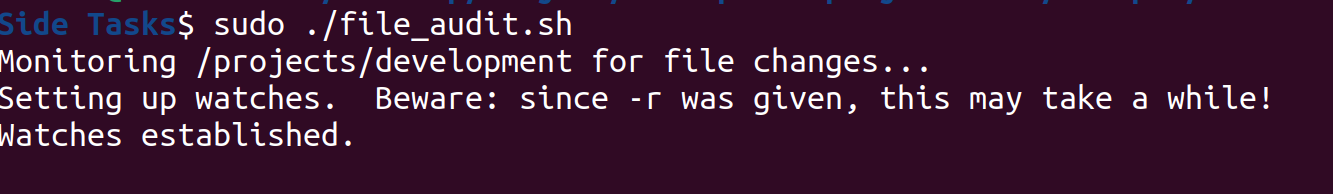 Side Tasks$ sudo ./file_audit.sh
Monitoring /projects/development for file changes...
Setting up watches.  Beware: since -r was given, this may take a while!
Watches established.